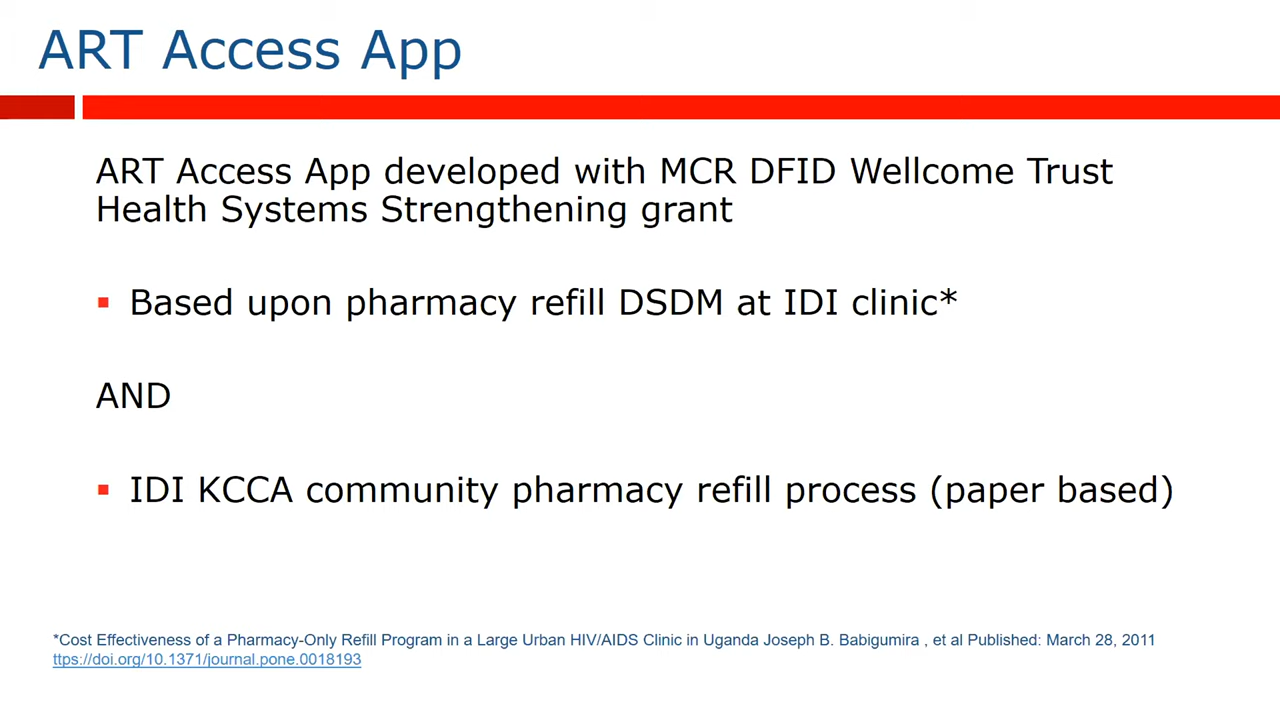 ART Access App
ART Access App developed with MCR DFID Wellcome Trust
Health Systems Strengthening grant
▪ Based upon pharmacy refill DSDM at IDI clinic*
AND
▪ IDI KCCA community pharmacy refill process (paper based)
*Cost Effectiveness of a Pharmacy-Only Refill Program in a Large Urban HIV/AIDS Clinic in Uganda Joseph B. Babigumira , et al Published: March 28, 2011
ttps://doi.org/10.1371/journal.pone.0018193